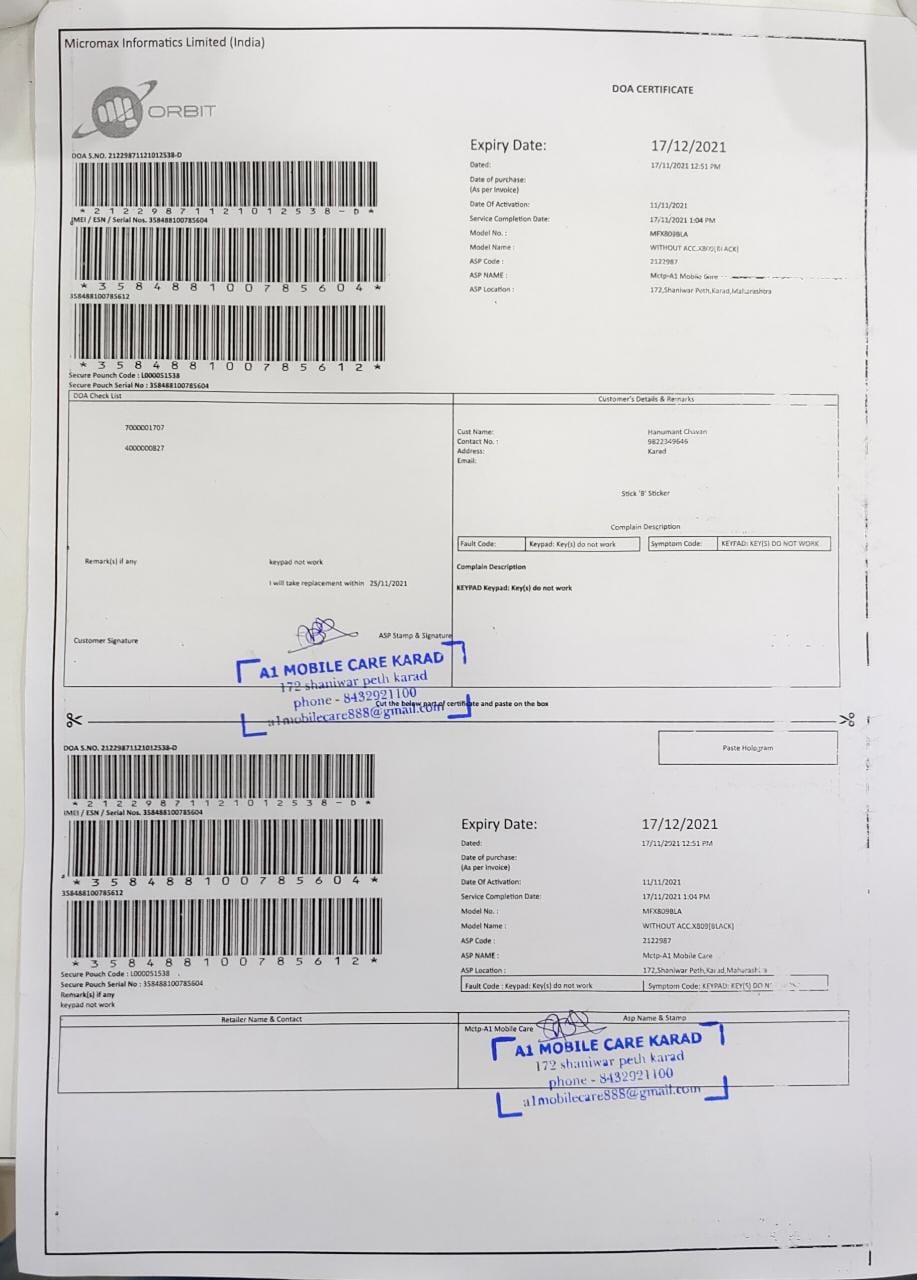 Micromax Informatics Limited (India)
ORBIT
DOA CERTIFICATE
DOA S.NO. 21229871121012538-D
* 2 1 2 2 9 8 7 1 1 2 1 0 1 2 5 3 8 - D *
IMEI / ESN / Serial Nos. 358488100785604
* 3 5 8 4 8 8 1 0 0 7 8 5 6 0 4 *
358488100785612
* 3 5 8 4 8 8 1 0 0 7 8 5 6 1 2 *
Secure Pounch Code : L000051538
Secure Pouch Serial No : 358488100785604
Expiry Date: 17/12/2021
Dated: 17/11/2021 12:51 PM
Date of purchase:
(As per Invoice)
Date Of Activation: 11/11/2021
Service Completion Date: 17/11/2021 1:04 PM
Model No. : MFX809BLA
Model Name : WITHOUT ACC.X809[BLACK]
ASP Code : 2122987
ASP NAME : Mctp-A1 Mobile Care
ASP Location : 172,Shaniwar Peth,Karad,Maharashtra
DOA Check List
7000001707
4000000827
Remark(s) if any keypad not work
I will take replacement within 25/11/2021
Customer Signature
ASP Stamp & Signature
Customer's Details & Remarks
Cust Name: Hanumant Chavan
Contact No. : 9822349646
Address: Karad
Email:
Stick 'B' Sticker
Complain Description
Fault Code: Keypad: Key(s) do not work Symptom Code: KEYPAD: KEY(S) DO NOT WORK
Complain Description
KEYPAD Keypad: Key(s) do not work
A1 MOBILE CARE KARAD
172 shaniwar peth karad
phone - 8432921100
a1mobilecare888@gmail.com
Cut the below part of certificate and paste on the box
DOA S.NO. 21229871121012538-D
* 2 1 2 2 9 8 7 1 1 2 1 0 1 2 5 3 8 - D *
IMEI / ESN / Serial Nos. 358488100785604
* 3 5 8 4 8 8 1 0 0 7 8 5 6 0 4 *
358488100785612
* 3 5 8 4 8 8 1 0 0 7 8 5 6 1 2 *
Secure Pouch Code : L000051538
Secure Pouch Serial No : 358488100785604
Remark(s) if any
keypad not work
Paste Hologram
Expiry Date: 17/12/2021
Dated: 17/11/2021 12:51 PM
Date of purchase:
(As per Invoice)
Date Of Activation: 11/11/2021
Service Completion Date: 17/11/2021 1:04 PM
Model No. : MFX809BLA
Model Name : WITHOUT ACC.X809[BLACK]
ASP Code : 2122987
ASP NAME : Mctp-A1 Mobile Care
ASP Location : 172,Shaniwar Peth,Karad,Maharasht a
Fault Code : Keypad: Key(s) do not work Symptom Code: KEYPAD: KEY(S) DO N
Retailer Name & Contact
Asp Name & Stamp
Mctp-A1 Mobile Care
A1 MOBILE CARE KARAD
172 shaniwar peth karad
phone - 8432921100
a1mobilecare888@gmail.com